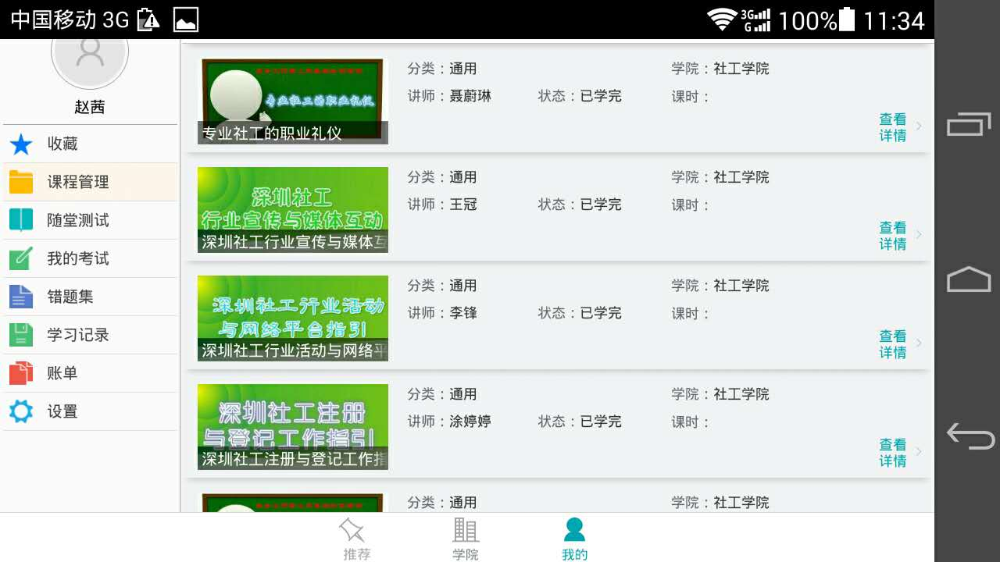 中国移动 3G
3G
G
100%
11:34
赵茜
收藏
课程管理
随堂测试
我的考试
错题集
学习记录
账单
设置
专业社工的职业礼仪
专业社工的职业礼仪
分类：通用
学院：社工学院
讲师：聂蔚琳
状态：已学完
课时：
查看
详情
深圳社工
行业宣传与媒体互动
深圳社工行业宣传与媒体互
分类：通用
学院：社工学院
讲师：王冠
状态：已学完
课时：
查看
详情
深圳社工行业活动
与网络平台指引
深圳社工行业活动与网络平
分类：通用
学院：社工学院
讲师：李锋
状态：已学完
课时：
查看
详情
深圳社工注册
与登记工作指引
深圳社工注册与登记工作指
分类：通用
学院：社工学院
讲师：涂婷婷
状态：已学完
课时：
查看
详情
分类：通用
学院：社工学院
推荐
学院
我的